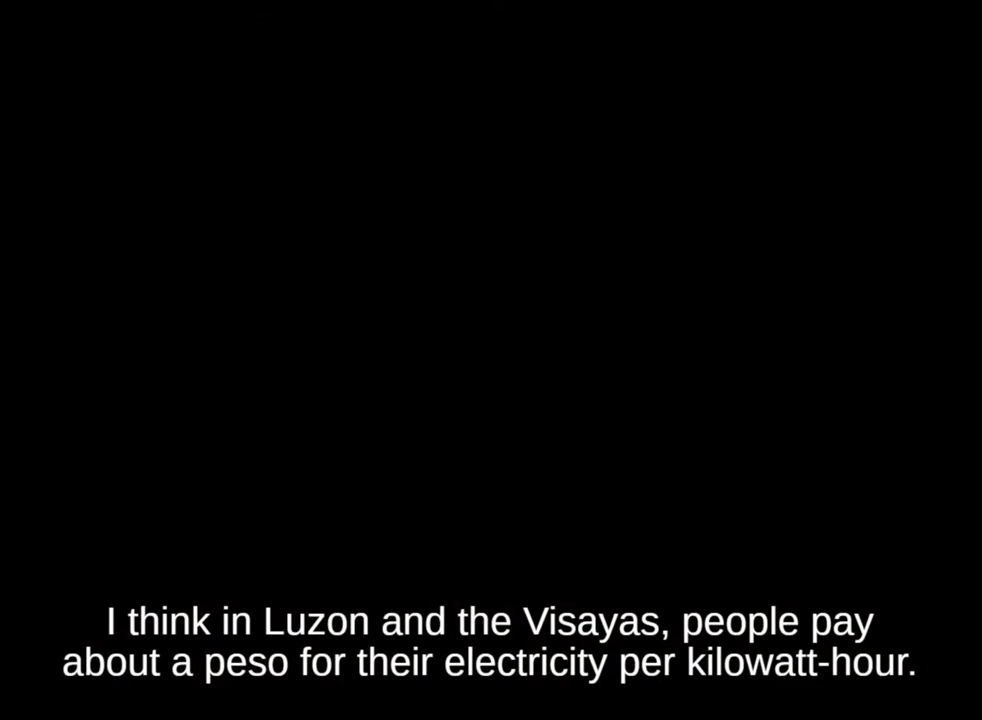 I think in Luzon and the Visayas, people pay
about a peso for their electricity per kilowatt-hour.